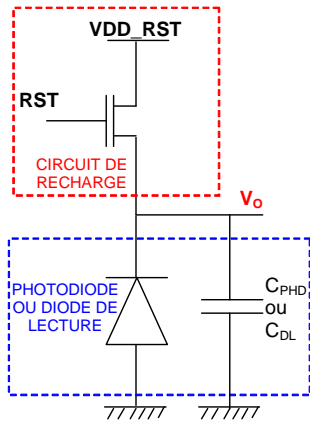 VDD_RST
RST
CIRCUIT DE
RECHARGE
Vo
PHOTODIODE
OU DIODE DE
LECTURE
CPHD
ou
CDL